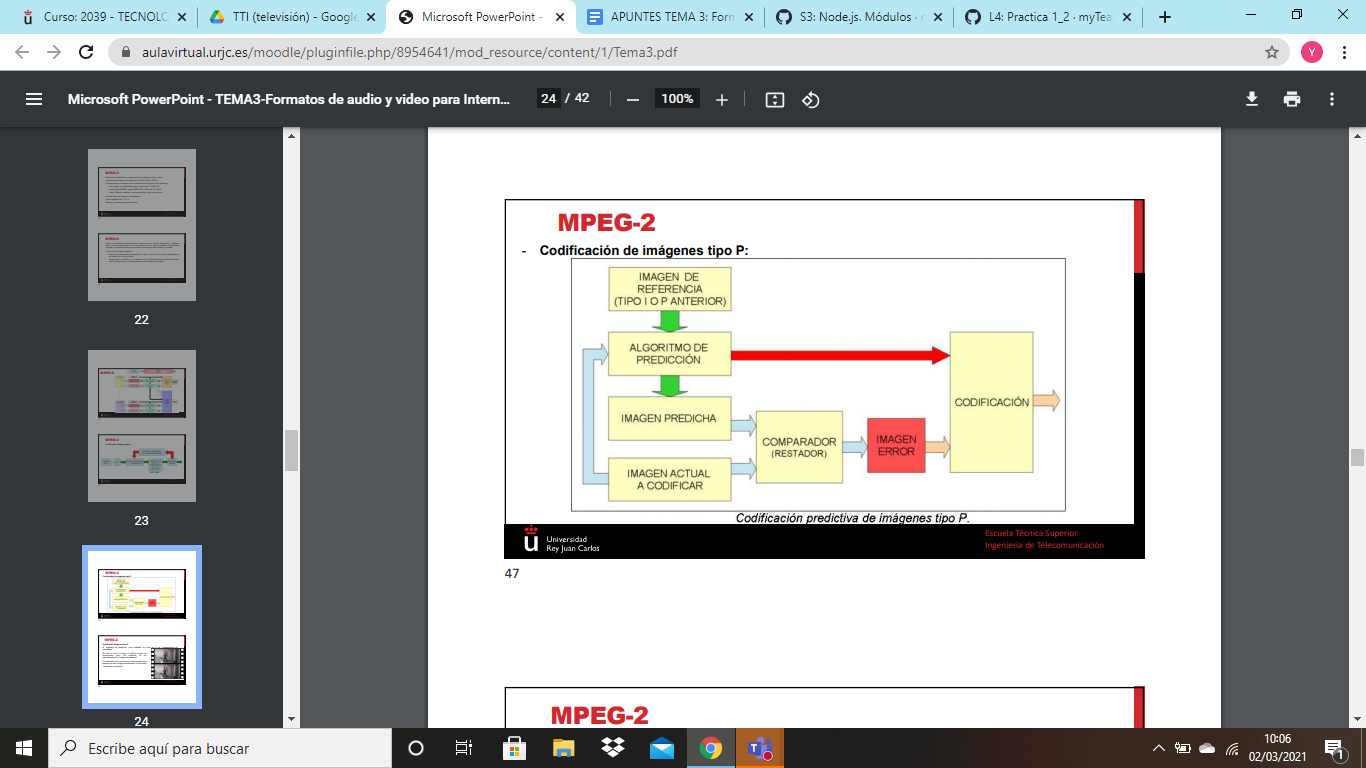 Curso: 2039 - TECNOLO
TTI (televisión) - Google
Microsoft PowerPoint -
APUNTES TEMA 3: Form
S3: Node.js. Módulos ·
L4: Practica 1_2 · myTea
aulavirtual.urjc.es/moodle/pluginfile.php/8954641/mod_resource/content/1/Tema3.pdf
Y
Microsoft PowerPoint - TEMA3-Formatos de audio y video para Intern...
24 / 42
100%
22
23
24
MPEG-2
- Codificación de imágenes tipo P:
IMAGEN DE
REFERENCIA
(TIPO I O P ANTERIOR)
ALGORITMO DE
PREDICCIÓN
IMAGEN PREDICHA
IMAGEN ACTUAL
A CODIFICAR
COMPARADOR
(RESTADOR)
IMAGEN
ERROR
CODIFICACIÓN
Codificación predictiva de imágenes tipo P.
Universidad
Rey Juan Carlos
Escuela Técnica Superior
Ingeniería de Telecomunicación
47
MPEG-2
Escribe aquí para buscar
10:06
02/03/2021
1